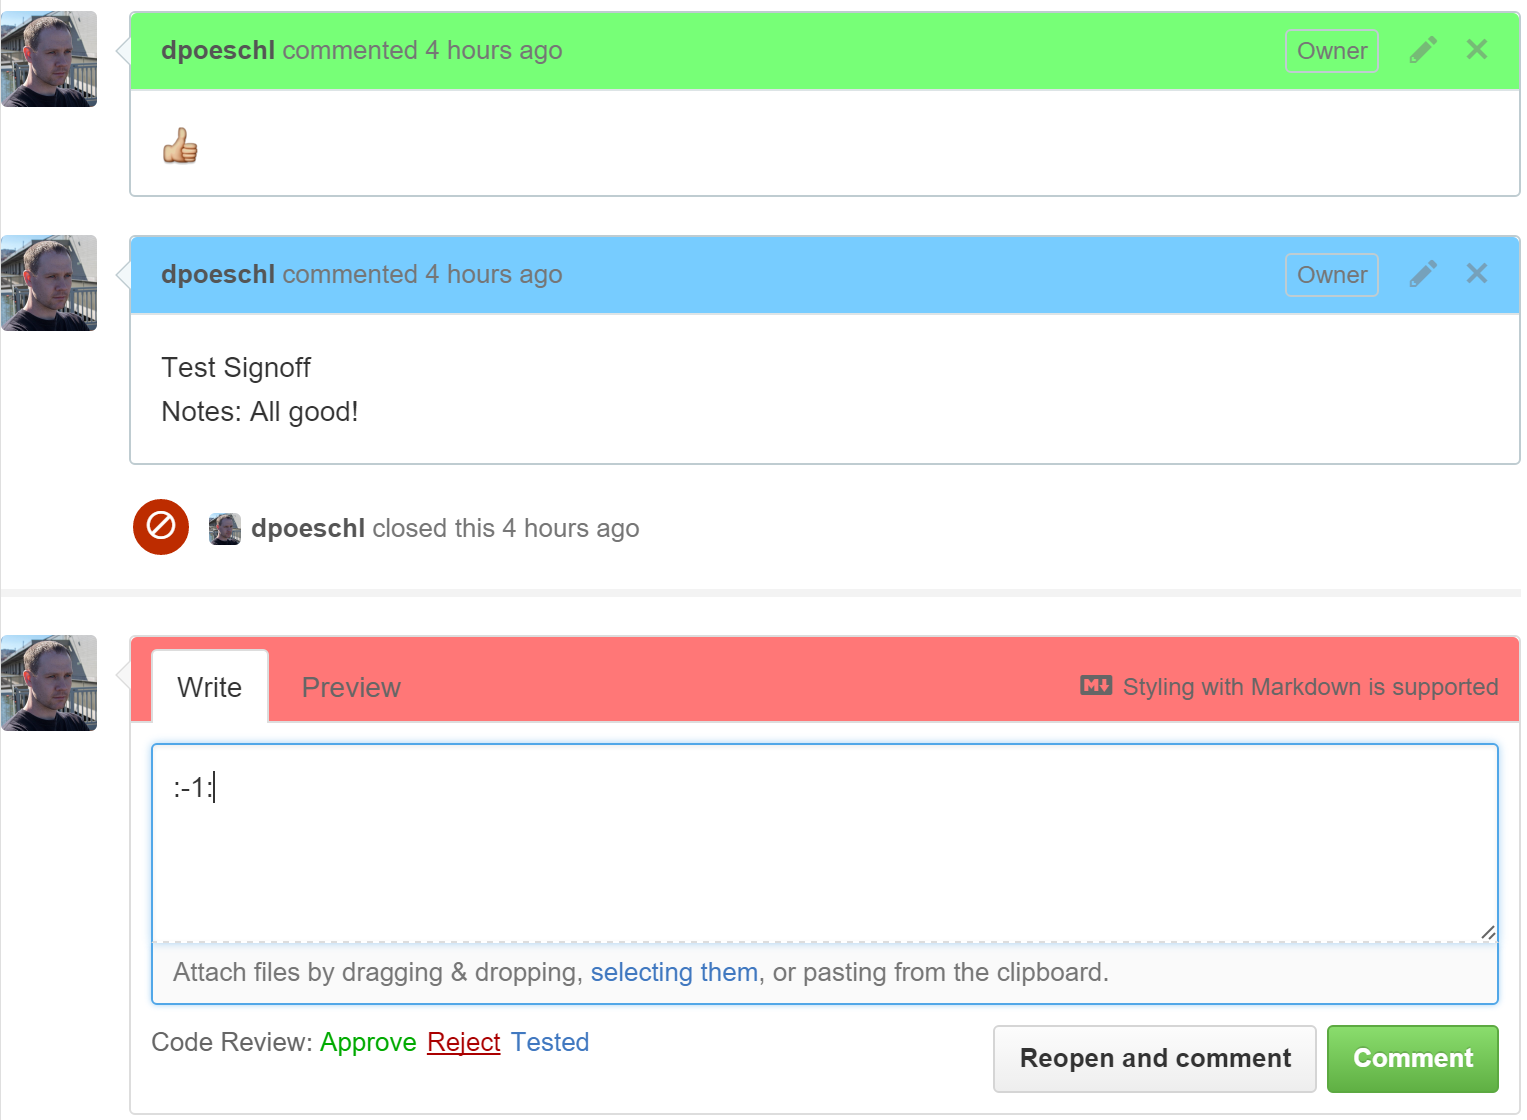 dpoeschl commented 4 hours ago Owner
dpoeschl commented 4 hours ago Owner
Test Signoff
Notes: All good!
dpoeschl closed this 4 hours ago
Write Preview Styling with Markdown is supported
:-1:
Attach files by dragging & dropping, selecting them, or pasting from the clipboard.
Code Review: Approve Reject Tested Reopen and comment Comment